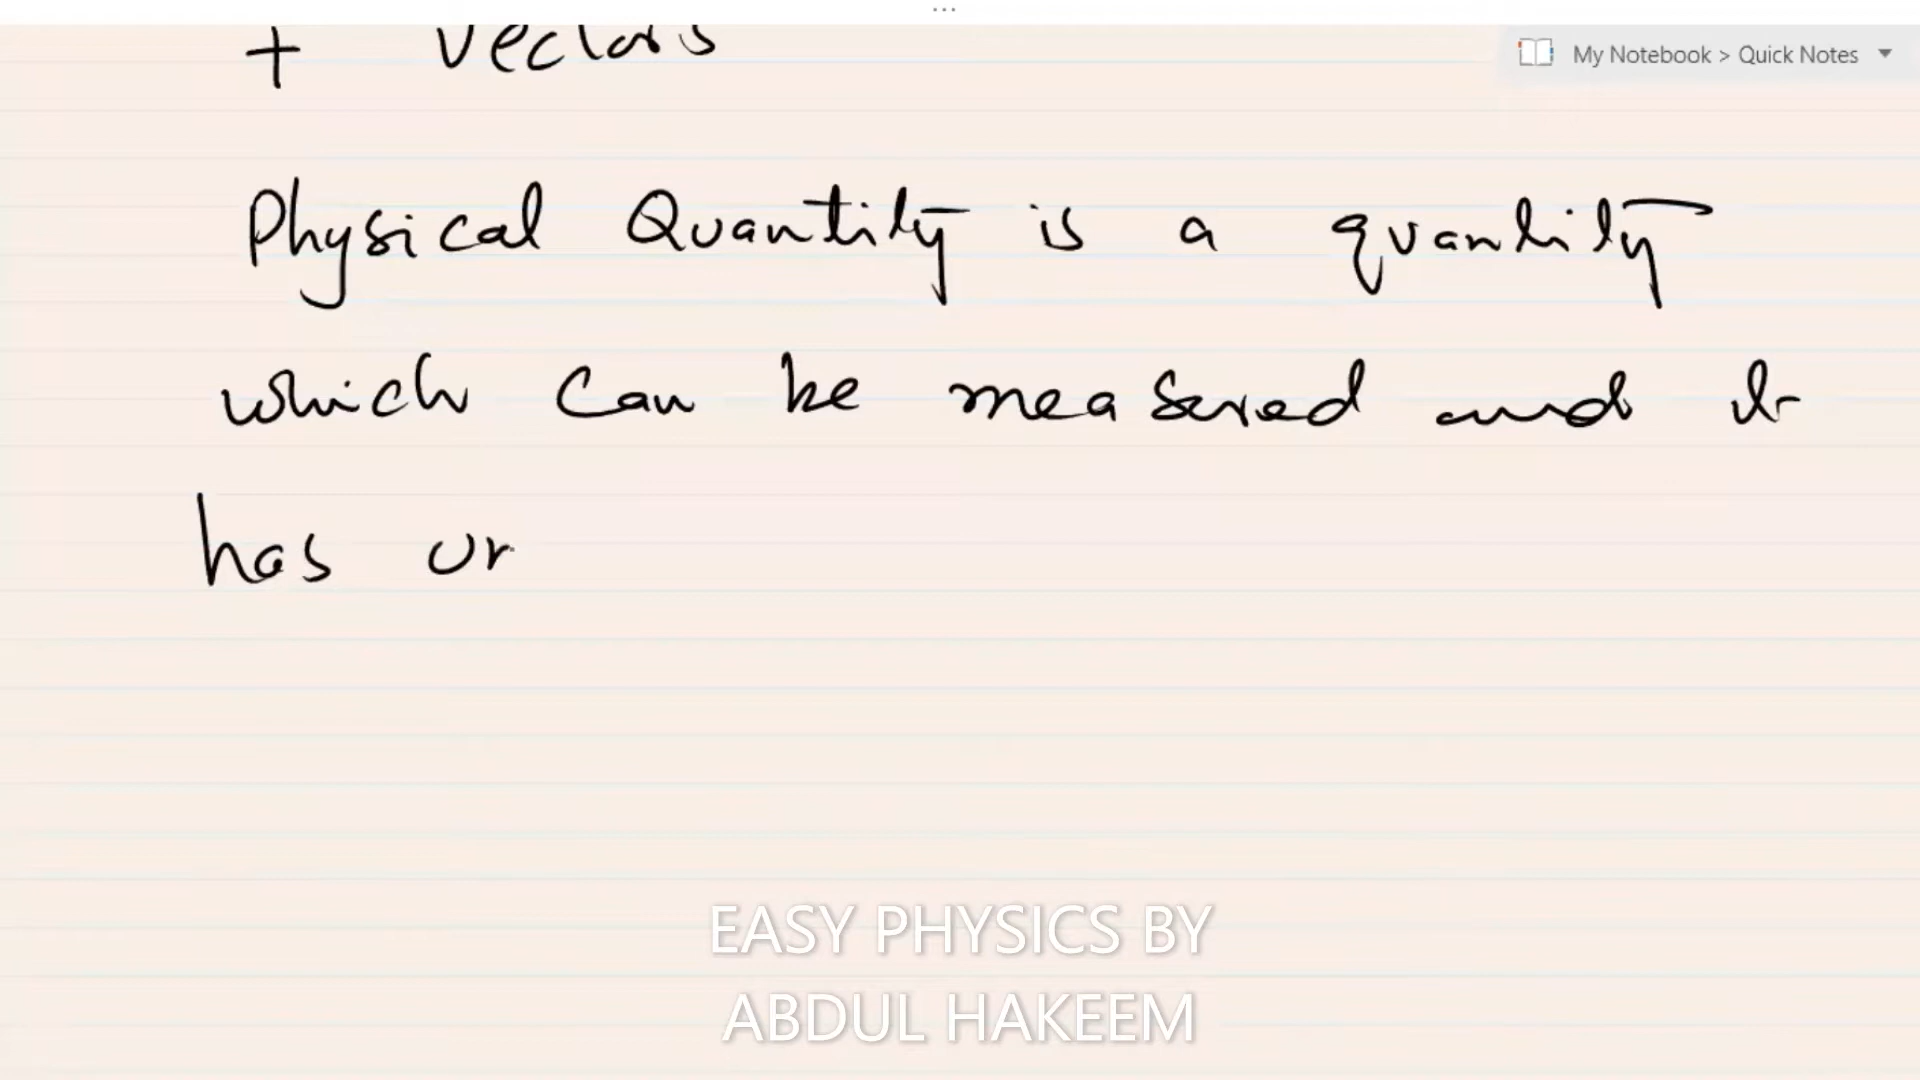 + vectors
My Notebook > Quick Notes
Physical Quantity is a quantity
which can be measured and it
has un
EASY PHYSICS BY
ABDUL HAKEEM